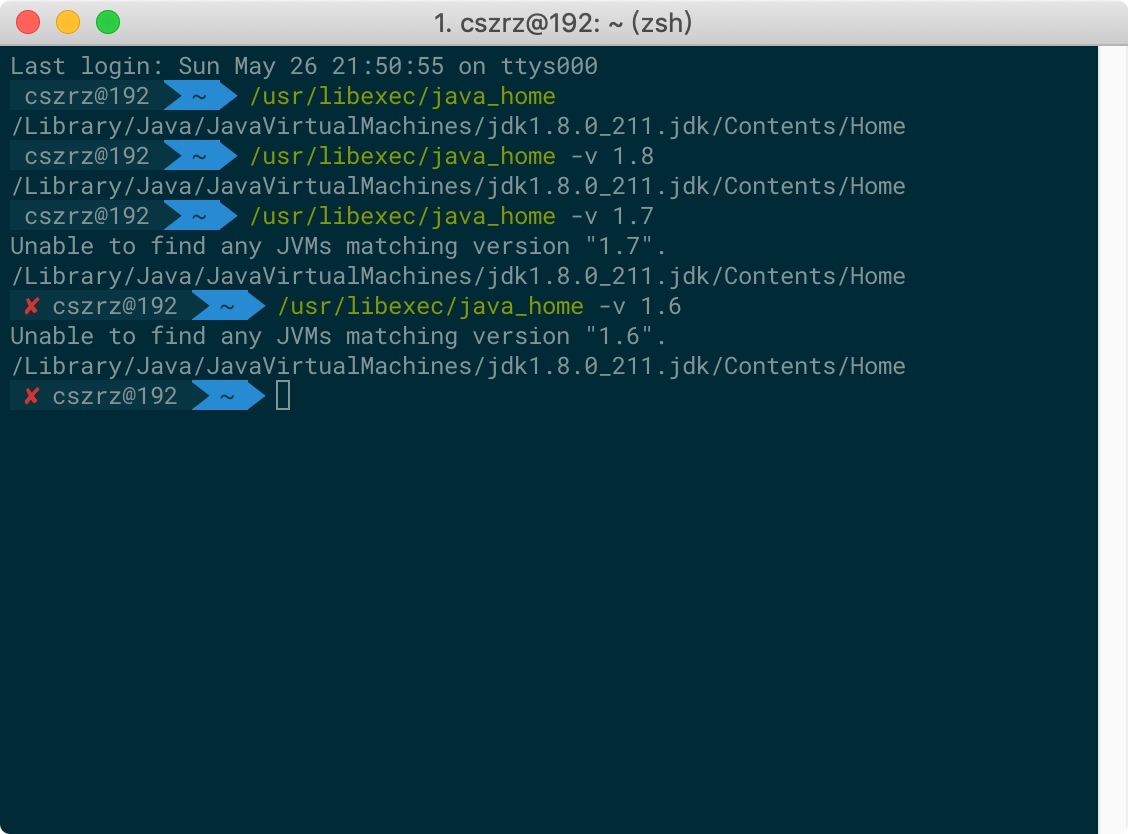 1. cszrz@192: ~ (zsh)
Last login: Sun May 26 21:50:55 on ttys000
cszrz@192 ~ /usr/libexec/java_home
/Library/Java/JavaVirtualMachines/jdk1.8.0_211.jdk/Contents/Home
cszrz@192 ~ /usr/libexec/java_home -v 1.8
/Library/Java/JavaVirtualMachines/jdk1.8.0_211.jdk/Contents/Home
cszrz@192 ~ /usr/libexec/java_home -v 1.7
Unable to find any JVMs matching version "1.7".
/Library/Java/JavaVirtualMachines/jdk1.8.0_211.jdk/Contents/Home
✘ cszrz@192 ~ /usr/libexec/java_home -v 1.6
Unable to find any JVMs matching version "1.6".
/Library/Java/JavaVirtualMachines/jdk1.8.0_211.jdk/Contents/Home
✘ cszrz@192 ~